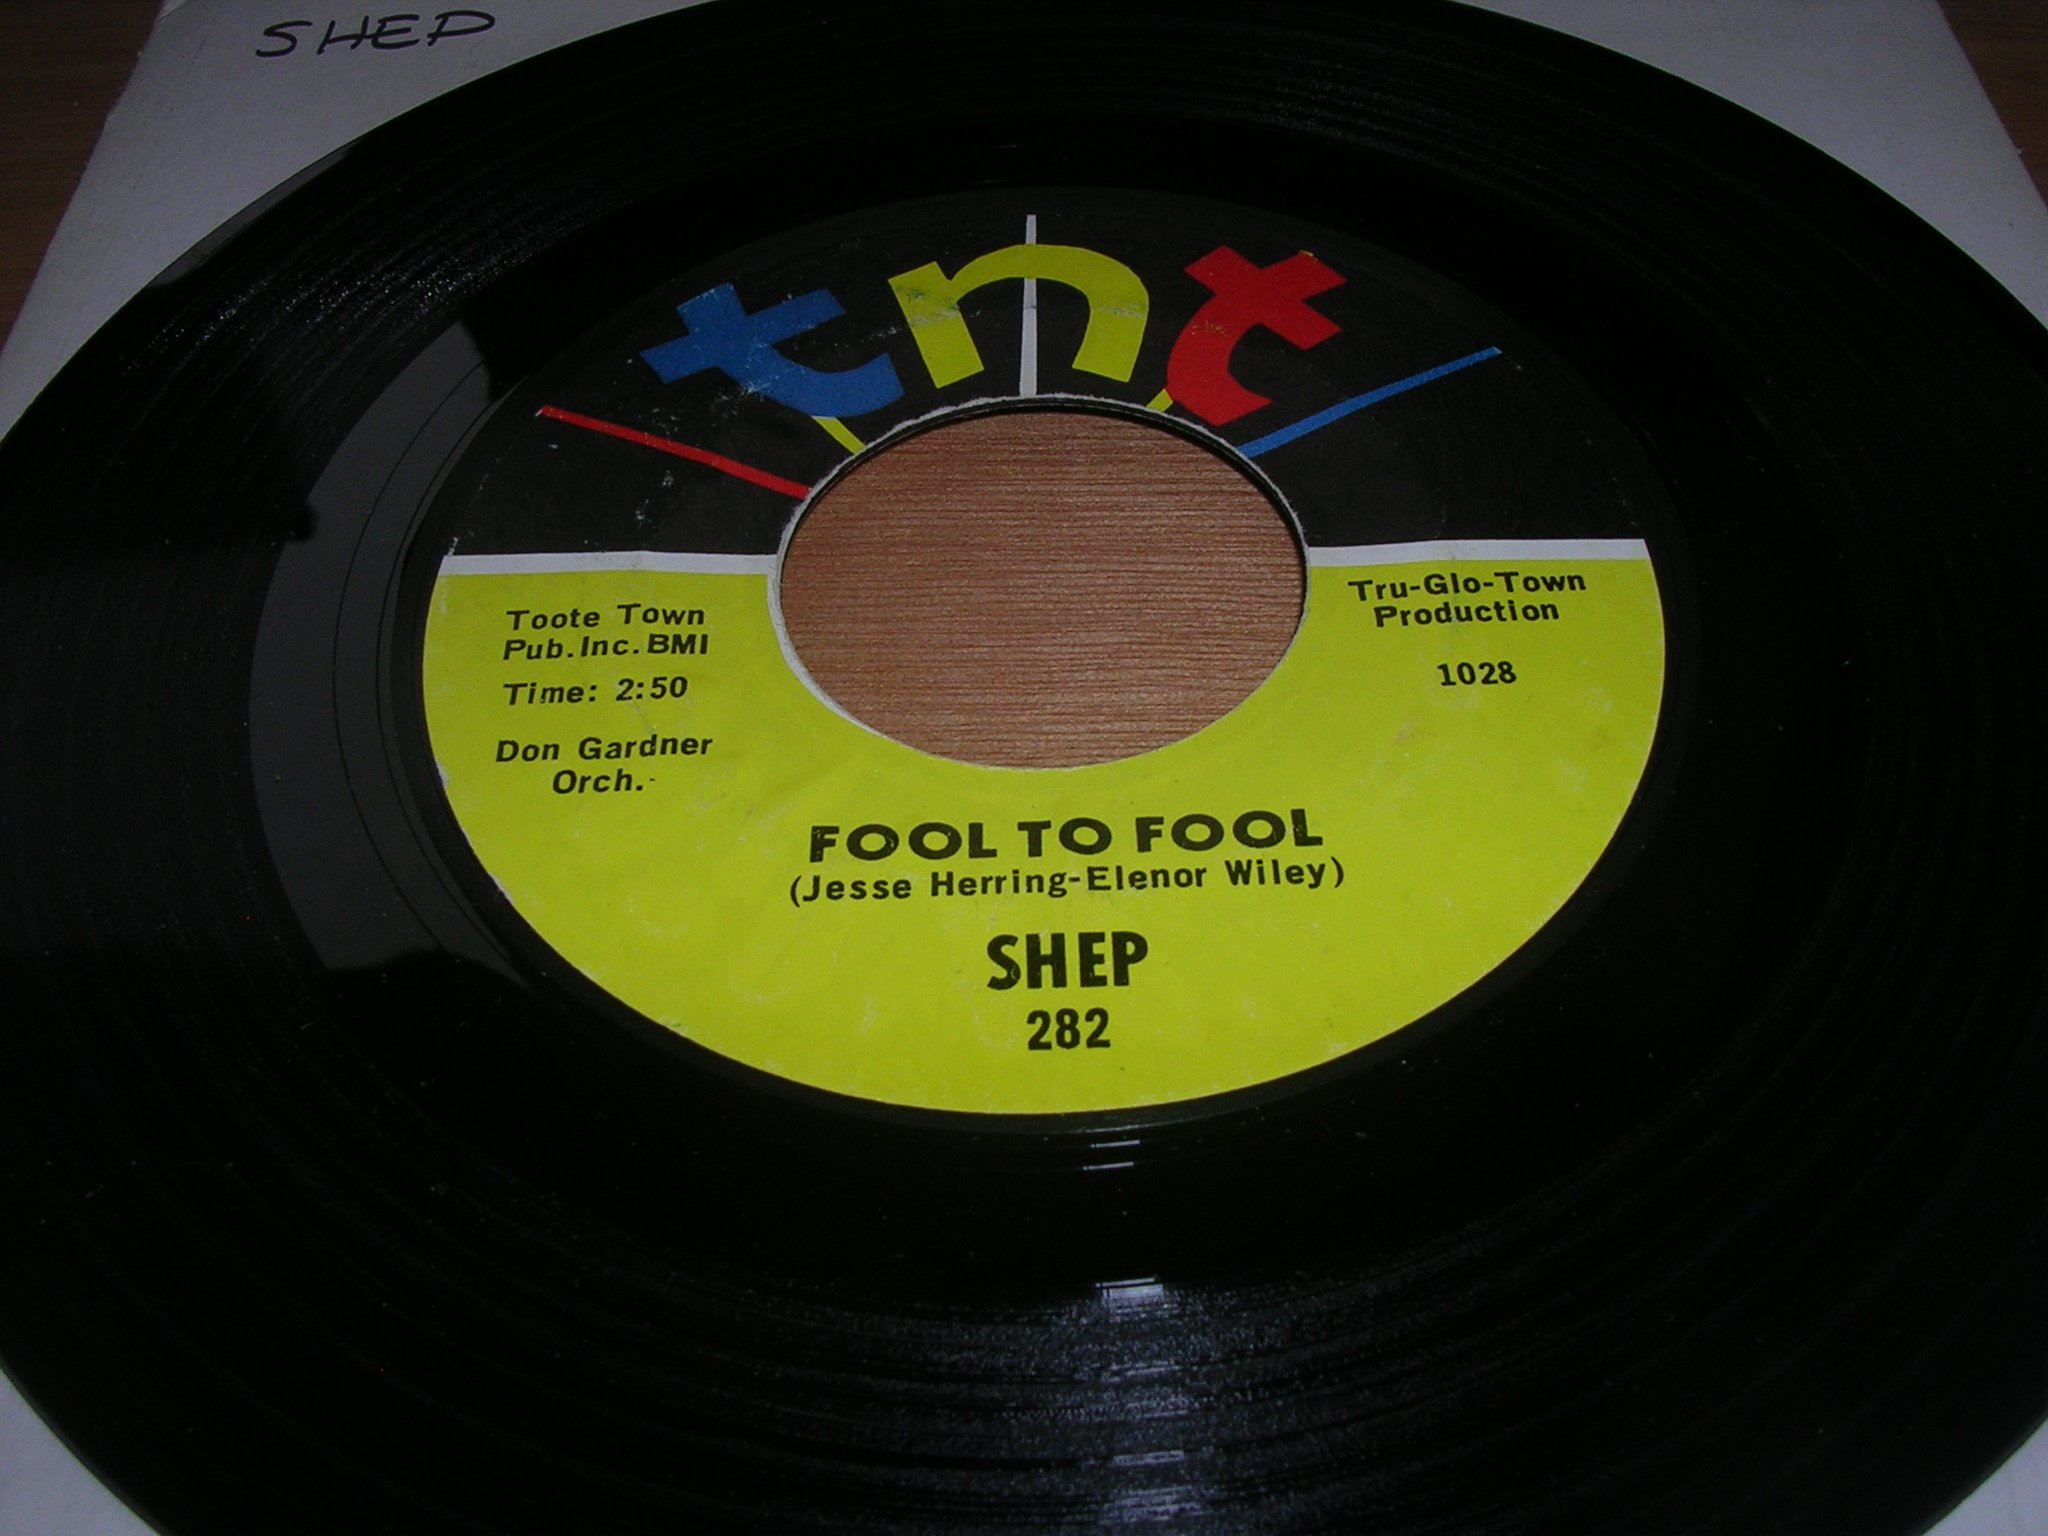 SHEP
tnt
Toote Town
Pub.Inc.BMI
Time: 2:50
Don Gardner
Orch.
Tru-Glo-Town
Production
1028
FOOL TO FOOL
(Jesse Herring-Elenor Wiley)
SHEP
282